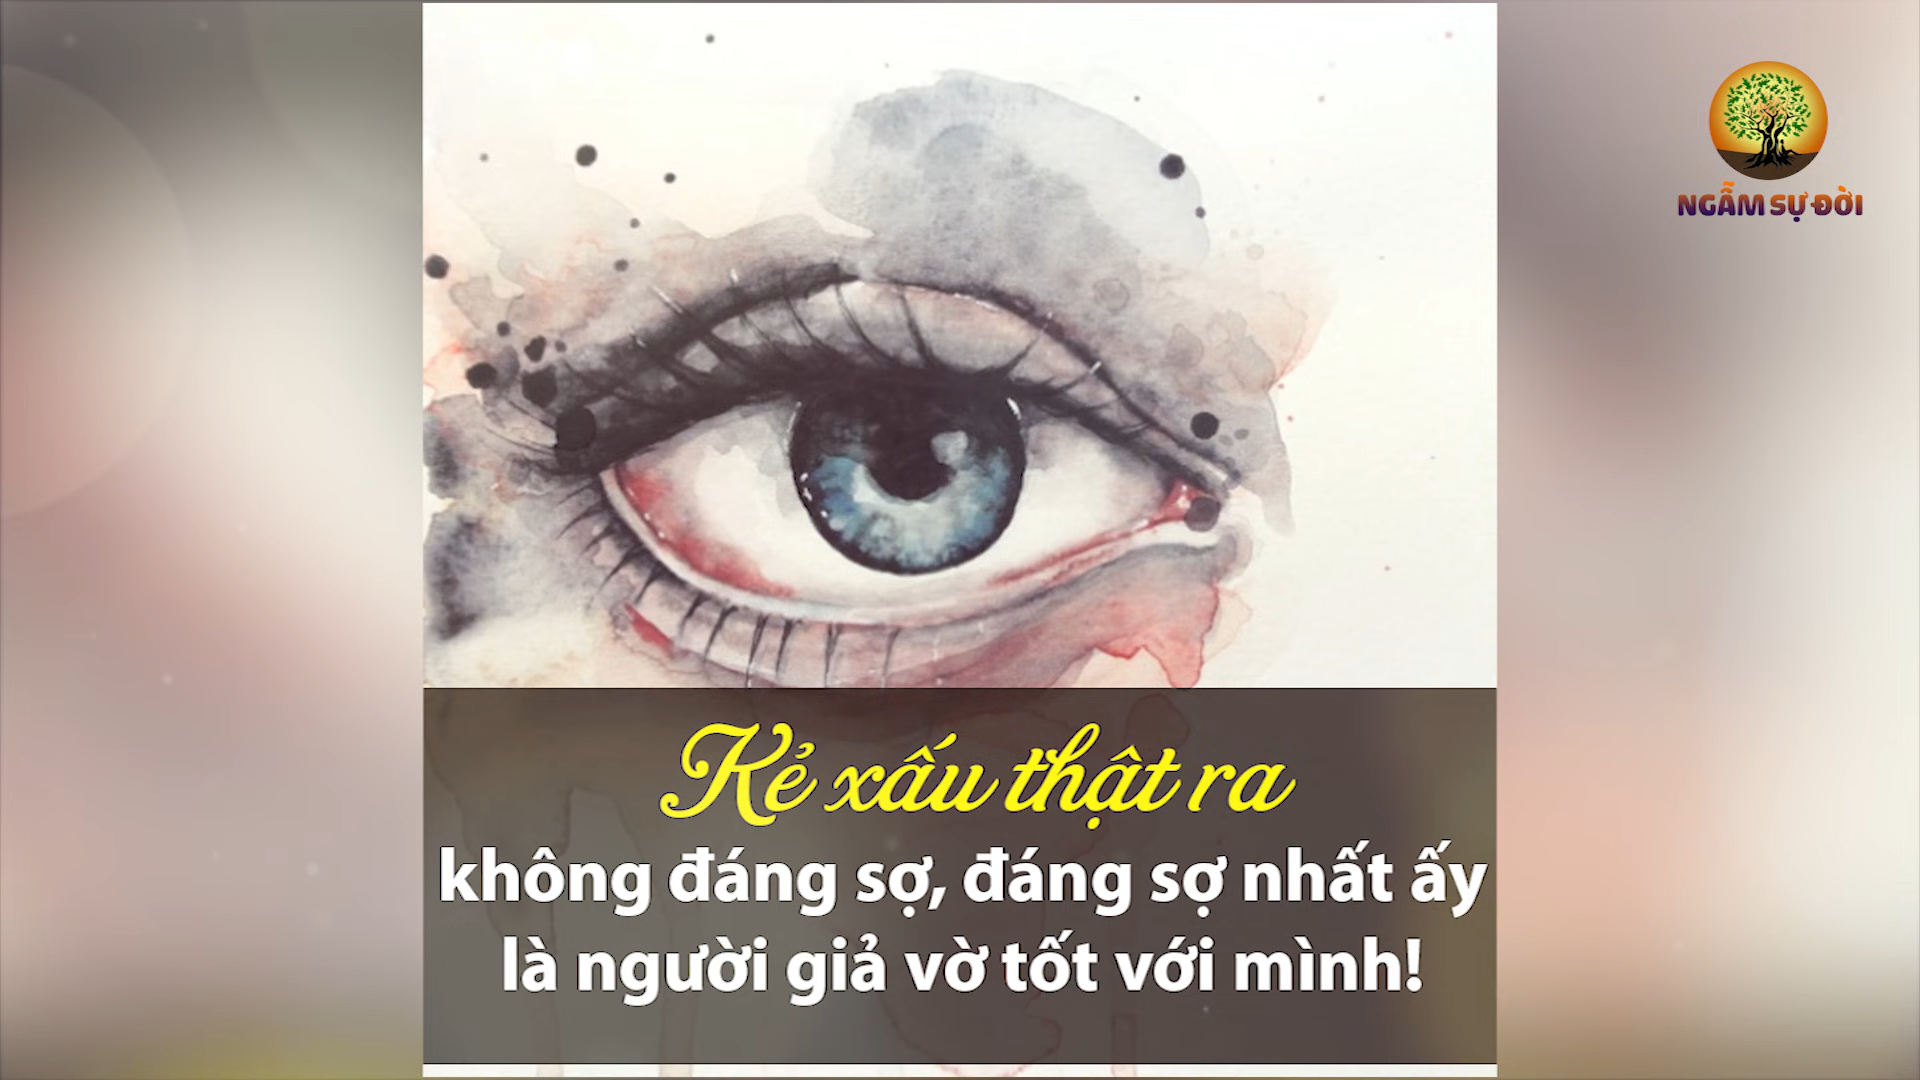 NGẪM SỰ ĐỜI
Kẻ xấu thật ra
không đáng sợ, đáng sợ nhất ấy
là người giả vờ tốt với mình!